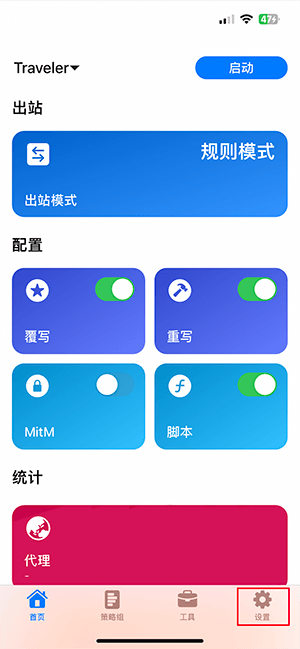 47
Traveler
启动
出站
规则模式
出站模式
配置
覆写
重写
MitM
脚本
统计
代理
-
首页
策略组
工具
设置